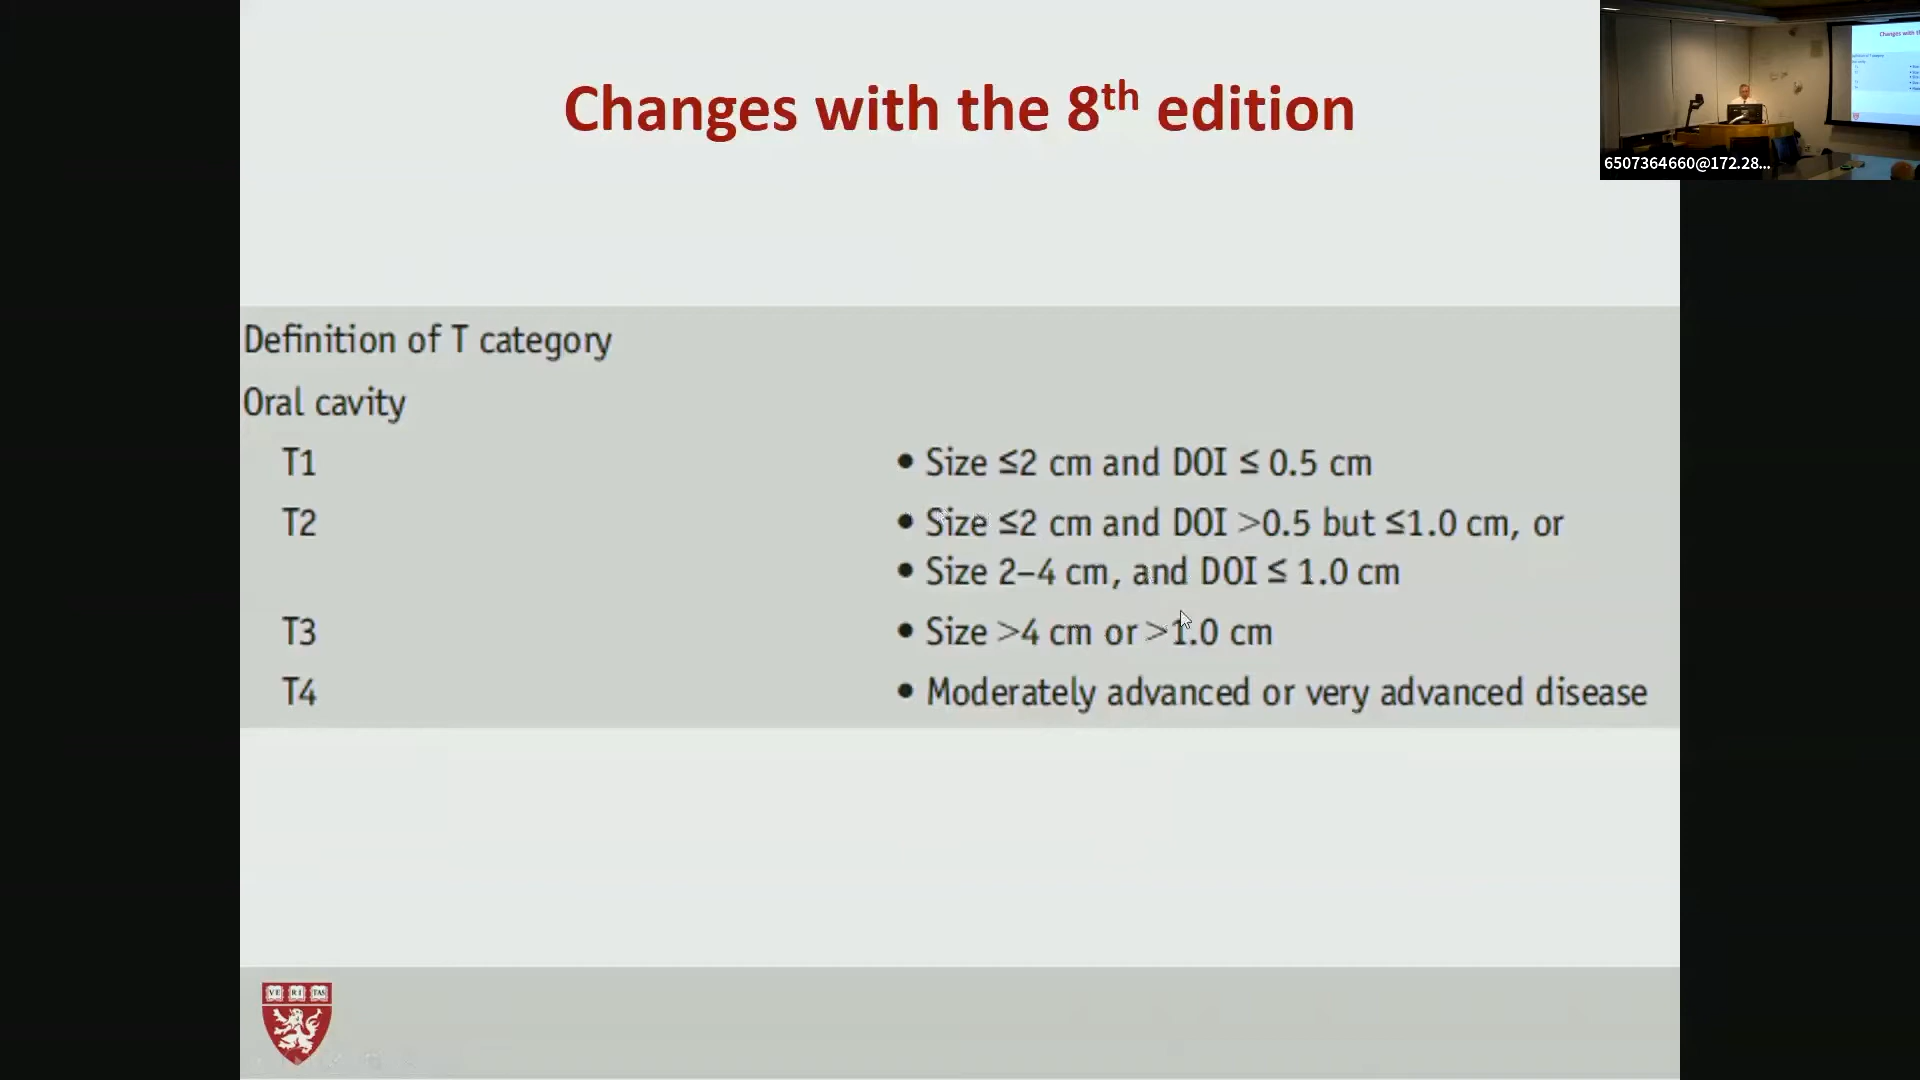 Changes with the 8th edition
6507364660@172.28...
Definition of T category
Oral cavity
T1 • Size ≤2 cm and DOI ≤ 0.5 cm
T2 • Size ≤2 cm and DOI >0.5 but ≤1.0 cm, or
• Size 2–4 cm, and DOI ≤ 1.0 cm
T3 • Size >4 cm or >1.0 cm
T4 • Moderately advanced or very advanced disease
VE RI TAS